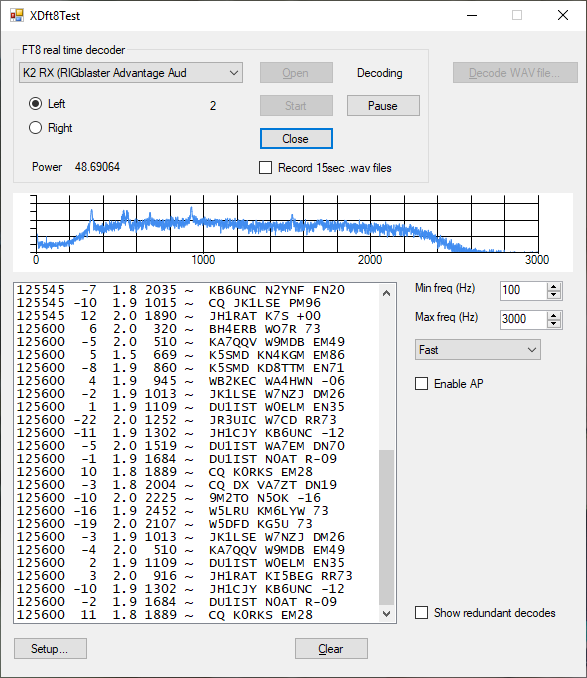 XDft8Test
FT8 real time decoder
K2 RX (RIGblaster Advantage Aud
Open
Decoding
Decode WAV file...
Left
2
Start
Pause
Right
Close
Power 48.69064
Record 15sec .wav files
0 1000 2000 3000
125545 -7 1.8 2035 ~ KB6UNC N2YNF FN20
125545 -10 1.9 1015 ~ CQ JK1LSE PM96
125545 12 2.0 1890 ~ JH1RAT K7S +00
125600 6 2.0 320 ~ BH4ERB WO7R 73
125600 -5 2.0 510 ~ KA7QQV W9MDB EM49
125600 5 1.5 669 ~ K5SMD KN4KGM EM86
125600 -8 1.9 860 ~ K5SMD KD8TTM EN71
125600 4 1.9 945 ~ WB2KEC WA4HWN -06
125600 -2 1.9 1013 ~ JK1LSE W7NZJ DM26
125600 1 1.9 1109 ~ DU1IST W0ELM EN35
125600 -22 2.0 1252 ~ JR3UIC W7CD RR73
125600 -11 1.9 1302 ~ JH1CJY KB6UNC -12
125600 -5 2.0 1519 ~ DU1IST WA7EM DN70
125600 -1 1.9 1684 ~ DU1IST N0AT R-09
125600 10 1.8 1889 ~ CQ K0RKS EM28
125600 -3 1.8 2004 ~ CQ DX VA7ZT DN19
125600 -10 2.0 2225 ~ 9M2TO N5OK -16
125600 -16 1.9 2452 ~ W5LRU KM6LYW 73
125600 -19 2.0 2107 ~ W5DFD KG5U 73
125600 -3 1.9 1013 ~ JK1LSE W7NZJ DM26
125600 -4 2.0 510 ~ KA7QQV W9MDB EM49
125600 2 1.9 1109 ~ DU1IST W0ELM EN35
125600 3 2.0 916 ~ JH1RAT KI5BEG RR73
125600 -10 1.9 1302 ~ JH1CJY KB6UNC -12
125600 -2 1.9 1684 ~ DU1IST N0AT R-09
125600 11 1.8 1889 ~ CQ K0RKS EM28
Min freq (Hz) 100
Max freq (Hz) 3000
Fast
Enable AP
Show redundant decodes
Setup...
Clear